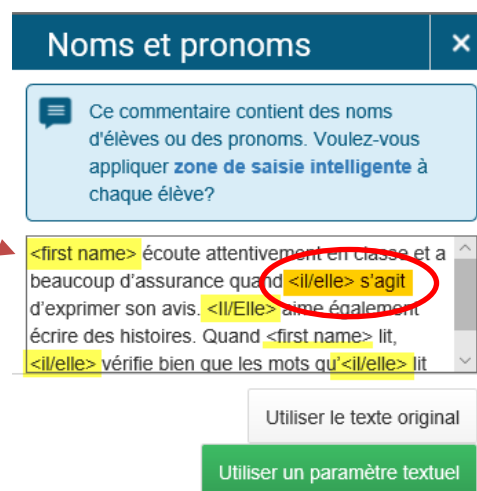 Noms et pronoms ×
Ce commentaire contient des noms
d'élèves ou des pronoms. Voulez-vous
appliquer zone de saisie intelligente à
chaque élève?
<first name> écoute attentivement en classe et a
beaucoup d'assurance quand <il/elle> s'agit
d'exprimer son avis. <Il/Elle> aime également
écrire des histoires. Quand <first name> lit,
<il/elle> vérifie bien que les mots qu'<il/elle> lit
Utiliser le texte original
Utiliser un paramètre textuel